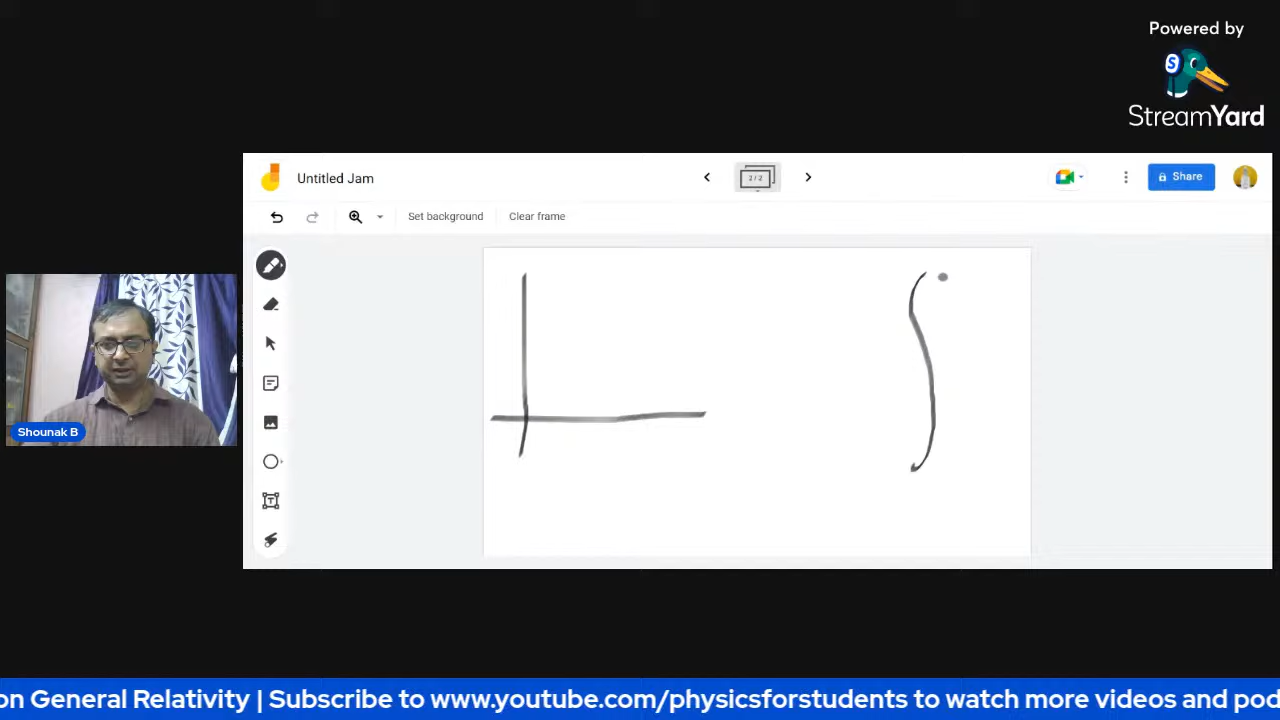 Powered by
StreamYard
Untitled Jam
2 / 2
Share
Set background
Clear frame
T
S
Shounak B
on General Relativity | Subscribe to www.youtube.com/physicsforstudents to watch more videos and pod